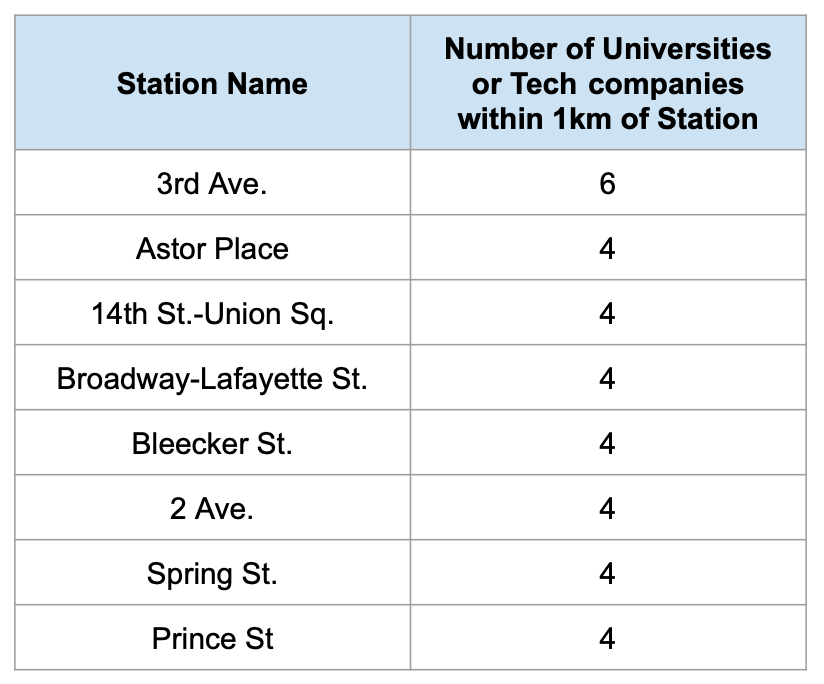 Station Name
Number of Universities
or Tech companies
within 1km of Station
3rd Ave. 6
Astor Place 4
14th St.-Union Sq. 4
Broadway-Lafayette St. 4
Bleecker St. 4
2 Ave. 4
Spring St. 4
Prince St 4